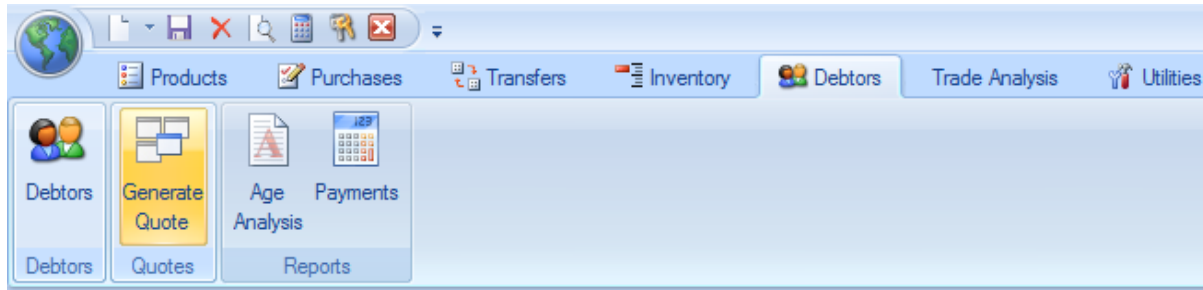 Products Purchases Transfers Inventory Debtors Trade Analysis Utilities
Debtors Generate Quote Age Analysis Payments
Debtors Quotes Reports